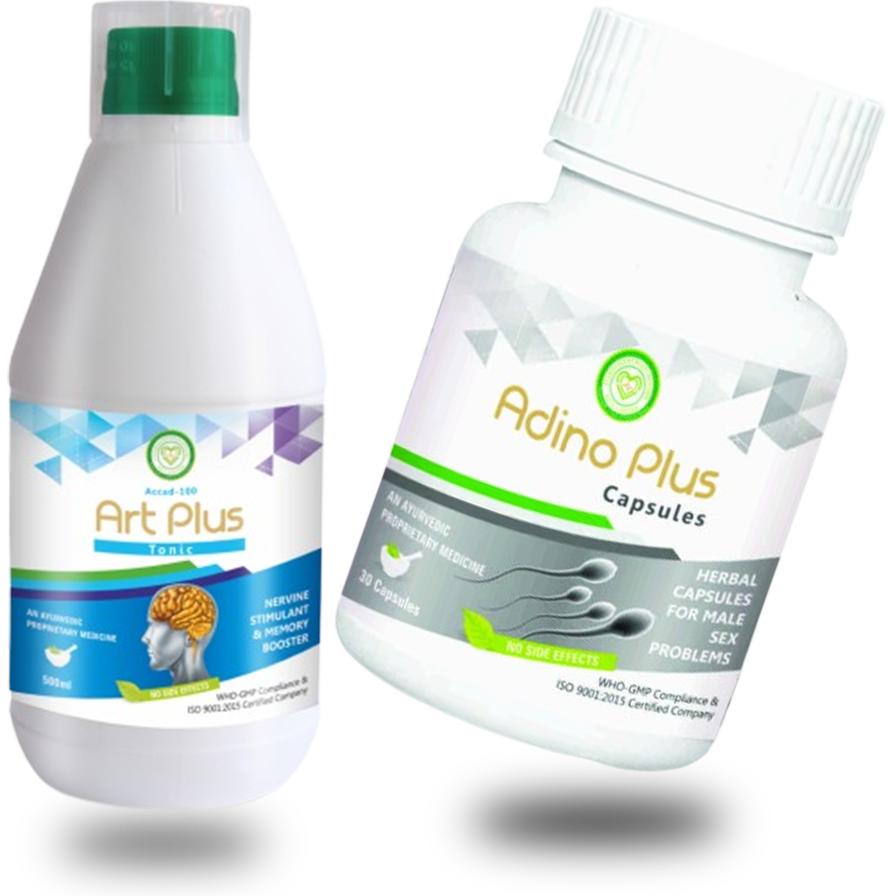 Accad-100
Art Plus
Tonic
AN AYURVEDIC
PROPRIETARY MEDICINE
500ml
NERVINE
STIMULANT
& MEMORY
BOOSTER
NO SIDE EFFECTS
WHO-GMP Compliance &
ISO 9001:2015 Certified Company
Adino Plus
Capsules
AN AYURVEDIC
PROPRIETARY MEDICINE
30 Capsules
HERBAL
CAPSULES
FOR MALE
SEX
PROBLEMS
NO SIDE EFFECTS
WHO-GMP Compliance &
ISO 9001:2015 Certified Company